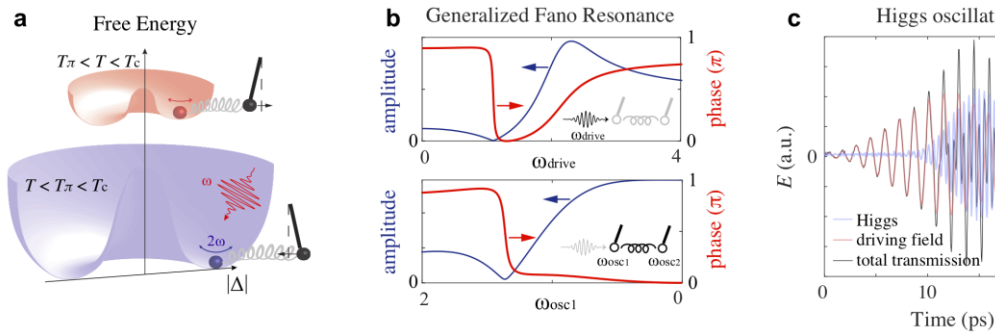 a
Free Energy
Tπ < T < Tc
T < Tπ < Tc
ω
2ω
|Δ|
b
Generalized Fano Resonance
amplitude
phase (π)
1
0
ωdrive
0
ωdrive
4
amplitude
phase (π)
1
0
ωosc1
ωosc2
2
ωosc1
0
c
Higgs oscillat
E (a.u.)
0
Higgs
driving field
total transmission
0
10
Time (ps)